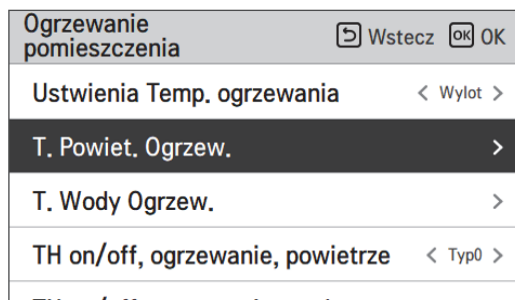 Ogrzewanie
pomieszczenia
Wstecz OK OK
Ustwienia Temp. ogrzewania < Wylot >
T. Powiet. Ogrzew. >
T. Wody Ogrzew. >
TH on/off, ogrzewanie, powietrze < Typ0 >